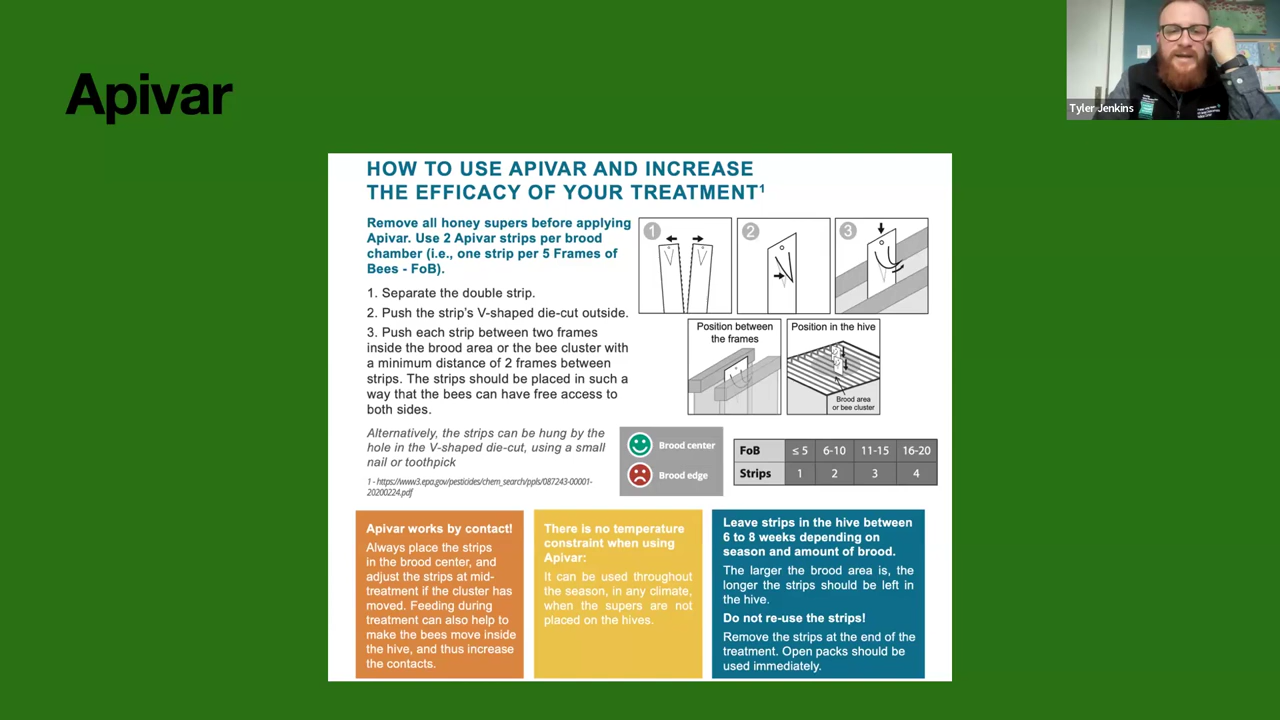 Apivar
Tyler Jenkins
HOW TO USE APIVAR AND INCREASE
THE EFFICACY OF YOUR TREATMENT¹
Remove all honey supers before applying
Apivar. Use 2 Apivar strips per brood
chamber (i.e., one strip per 5 Frames of
Bees - FoB).
1. Separate the double strip.
2. Push the strip's V-shaped die-cut outside.
3. Push each strip between two frames
inside the brood area or the bee cluster with
a minimum distance of 2 frames between
strips. The strips should be placed in such a
way that the bees can have free access to
both sides.
Alternatively, the strips can be hung by the
hole in the V-shaped die-cut, using a small
nail or toothpick
1 - https://www3.epa.gov/pesticides/chem_search/ppls/087243-00001-
20200224.pdf
1
2
3
Position between
the frames
Position in the hive
Brood area
or bee cluster
Brood center
Brood edge
FoB ≤ 5 6-10 11-15 16-20
Strips 1 2 3 4
Apivar works by contact!
Always place the strips
in the brood center, and
adjust the strips at mid-
treatment if the cluster has
moved. Feeding during
treatment can also help to
make the bees move inside
the hive, and thus increase
the contacts.
There is no temperature
constraint when using
Apivar:
It can be used throughout
the season, in any climate,
when the supers are not
placed on the hives.
Leave strips in the hive between
6 to 8 weeks depending on
season and amount of brood.
The larger the brood area is, the
longer the strips should be left in
the hive.
Do not re-use the strips!
Remove the strips at the end of the
treatment. Open packs should be
used immediately.